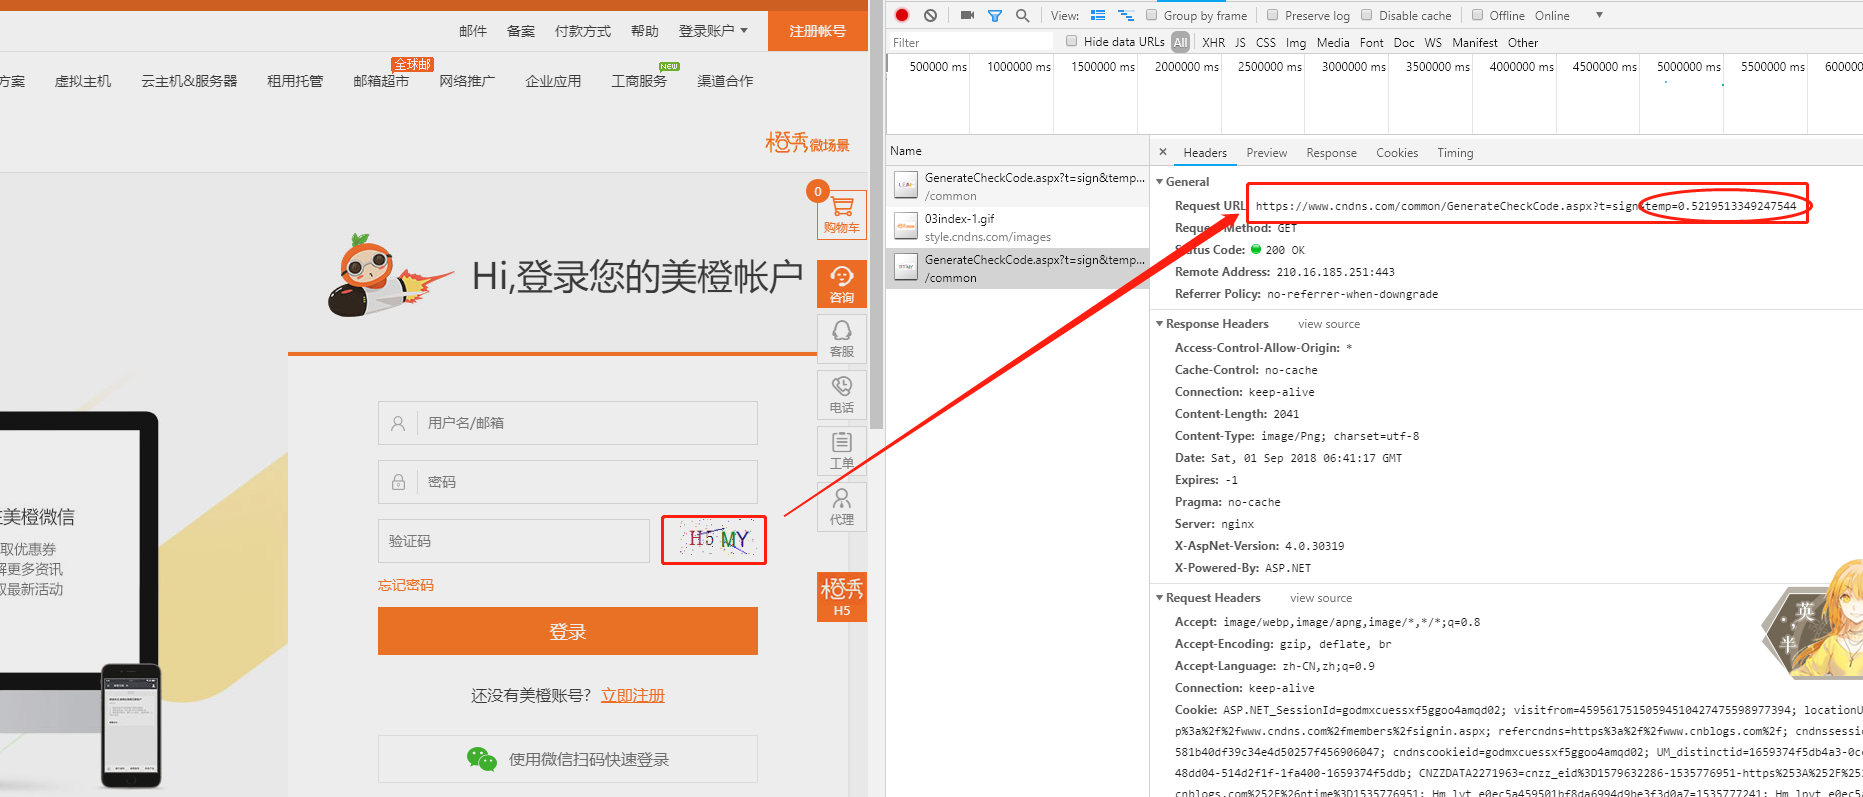 邮件 备案 付款方式 帮助 登录账户 注册帐号
方案 虚拟主机 云主机&服务器 租用托管 邮箱超市 全球邮 网络推广 企业应用 工商服务 NEW 渠道合作
橙秀微场景
0
购物车
Hi,登录您的美橙帐户
咨询
客服
电话
工单
代理
橙秀
H5
用户名/邮箱
密码
验证码
H5MY
忘记密码
登录
还没有美橙账号? 立即注册
使用微信扫码快速登录
美橙微信
取优惠券
解更多资讯
最新活动
View: Group by frame Preserve log Disable cache Offline Online
Filter Hide data URLs All XHR JS CSS Img Media Font Doc WS Manifest Other
500000 ms 1000000 ms 1500000 ms 2000000 ms 2500000 ms 3000000 ms 3500000 ms 4000000 ms 4500000 ms 5000000 ms 5500000 ms 60000
Name
GenerateCheckCode.aspx?t=sign&temp...
/common
03index-1.gif
style.cndns.com/images
GenerateCheckCode.aspx?t=sign&temp...
/common
× Headers Preview Response Cookies Timing
General
Request URL https://www.cndns.com/common/GenerateCheckCode.aspx?t=sign&temp=0.5219513349247544
Request Method: GET
Status Code: 200 OK
Remote Address: 210.16.185.251:443
Referrer Policy: no-referrer-when-downgrade
Response Headers view source
Access-Control-Allow-Origin: *
Cache-Control: no-cache
Connection: keep-alive
Content-Length: 2041
Content-Type: image/Png; charset=utf-8
Date: Sat, 01 Sep 2018 06:41:17 GMT
Expires: -1
Pragma: no-cache
Server: nginx
X-AspNet-Version: 4.0.30319
X-Powered-By: ASP.NET
Request Headers view source
Accept: image/webp,image/apng,image/*,*/*;q=0.8
Accept-Encoding: gzip, deflate, br
Accept-Language: zh-CN,zh;q=0.9
Connection: keep-alive
Cookie: ASP.NET_SessionId=godmxcuessxf5ggoo4amqd02; visitfrom=45956175150594510427475598977394; locationU
p%3a%2f%2fwww.cndns.com%2fmembers%2fsignin.aspx; refercndns=https%3a%2f%2fwww.cnblogs.com%2f; cndnssessi
581b40df39c34e4d50257f456906047; cndnscookieid=godmxcuessxf5ggoo4amqd02; UM_distinctid=1659374f5db4a3-0c
48dd04-514d2f1f-1fa400-1659374f5ddb; CNZZDATA2271963=cnzz_eid%3D1579632286-1535776951-https%253A%252F%25
cnblogs.com%252F%26ntime%3D1535776951; Hm_lvt_e0ec5a459501bf8da6994d9be3f3d0a7=1535777241; Hm_lpvt_e0ec5a
英
半